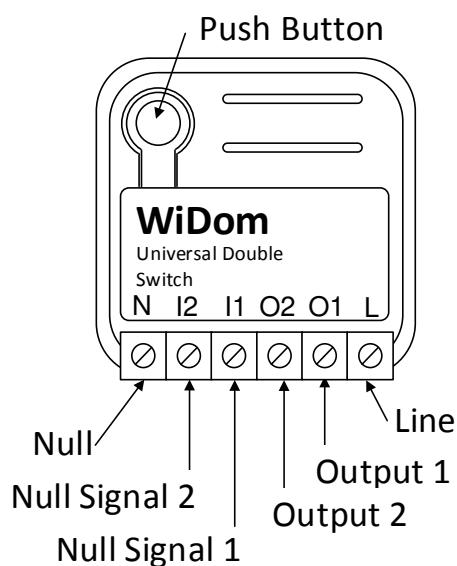 Push Button
WiDom
Universal Double
Switch
N I2 I1 O2 O1 L
Null
Line
Null Signal 2
Output 1
Null Signal 1
Output 2